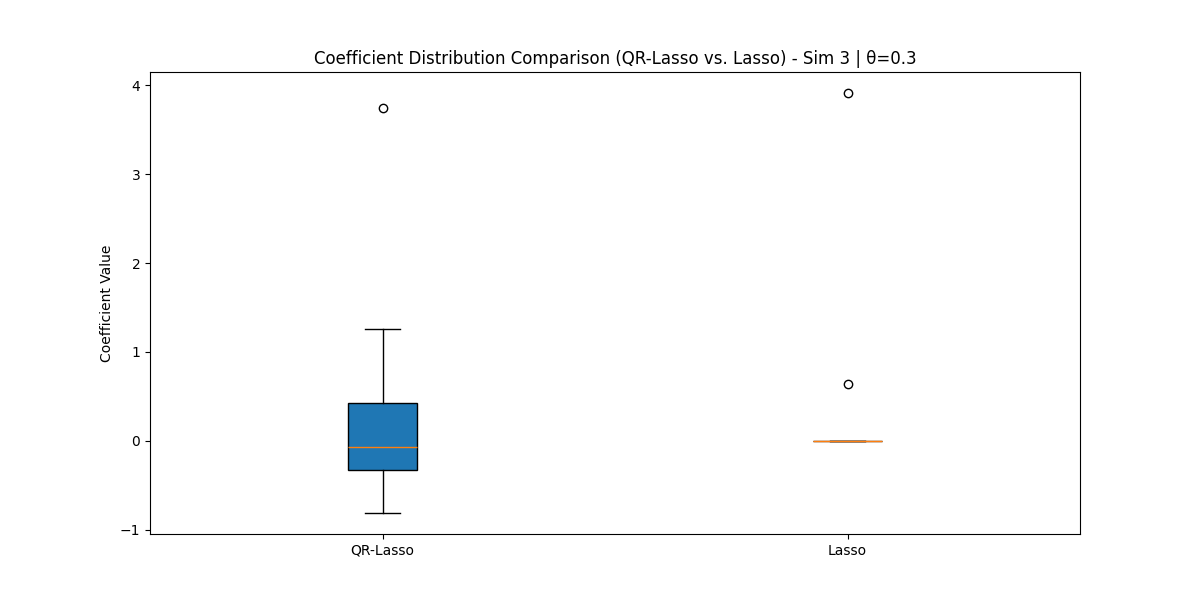 Coefficient Distribution Comparison (QR-Lasso vs. Lasso) - Sim 3 | θ=0.3
4
3
2
1
0
−1
Coefficient Value
QR-Lasso
Lasso